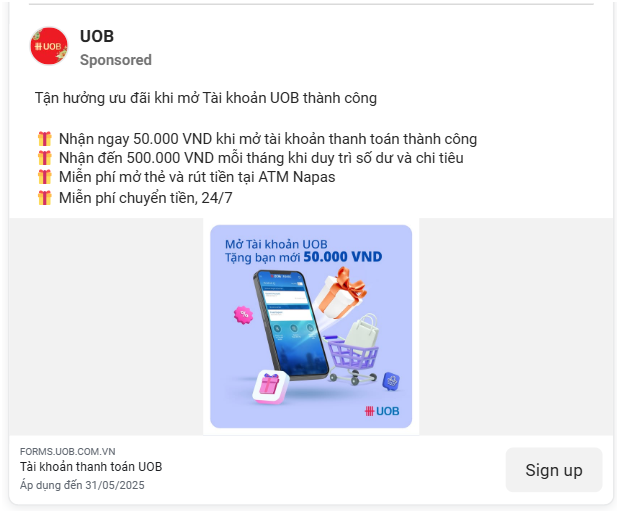 UOB
UOB
Sponsored
Tận hưởng ưu đãi khi mở Tài khoản UOB thành công
Nhận ngay 50.000 VND khi mở tài khoản thanh toán thành công
Nhận đến 500.000 VND mỗi tháng khi duy trì số dư và chi tiêu
Miễn phí mở thẻ và rút tiền tại ATM Napas
Miễn phí chuyển tiền, 24/7
Mở Tài khoản UOB
Tặng bạn mới 50.000 VND
UOB
FORMS.UOB.COM.VN
Tài khoản thanh toán UOB
Áp dụng đến 31/05/2025
Sign up